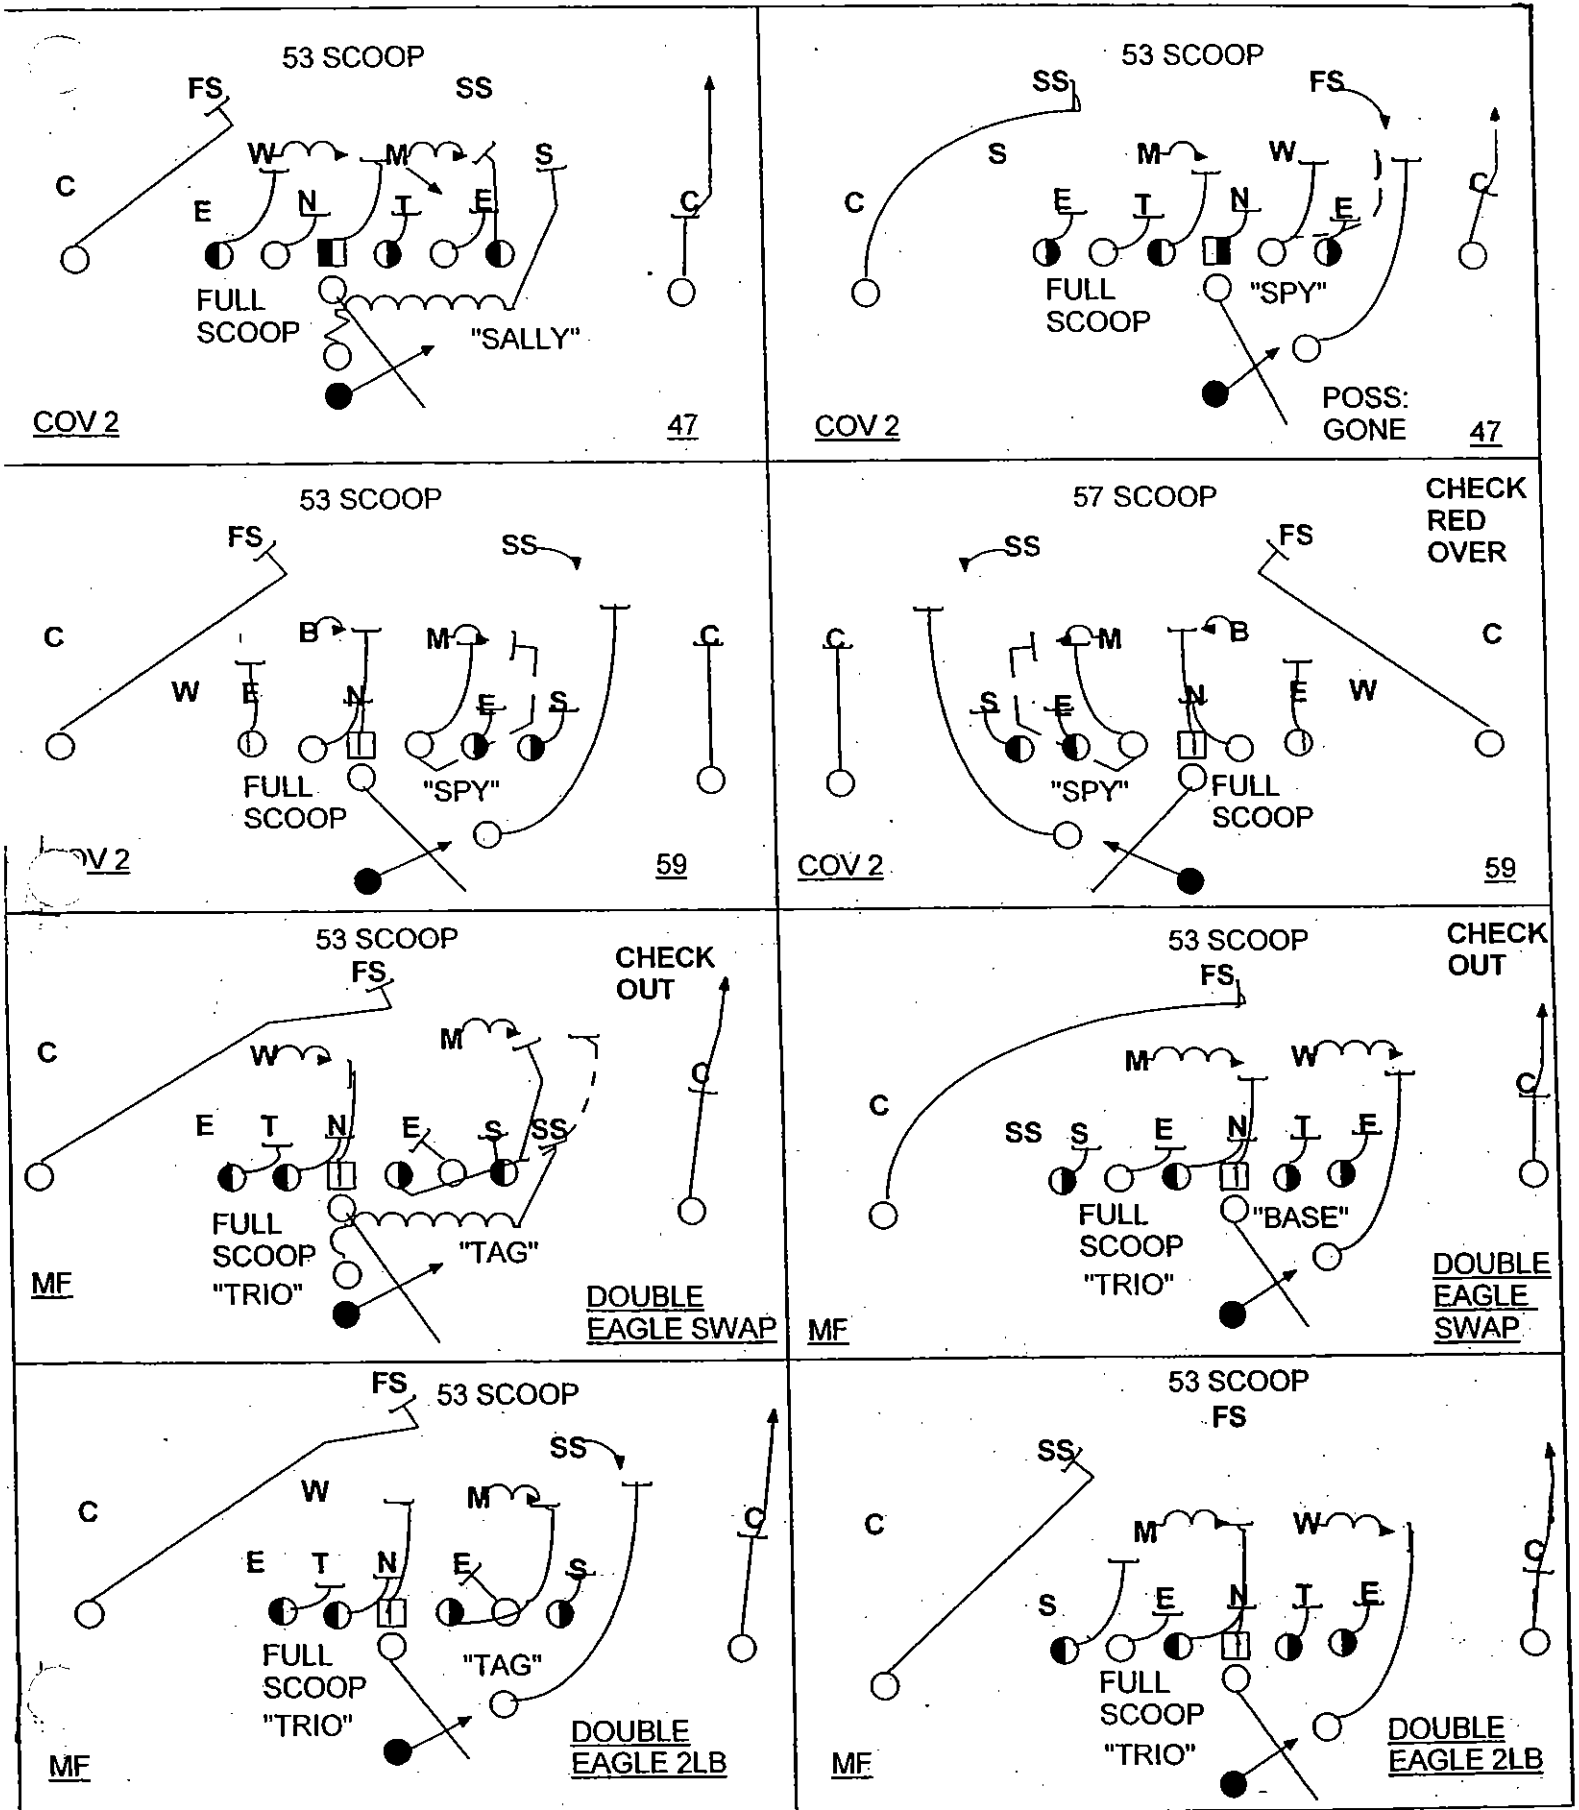 53 SCOOP
FS SS
W M S
C E N T E C
FULL
SCOOP
"SALLY"
COV 2 47
53 SCOOP
SS FS
S M W
C E T N E C
FULL
SCOOP
"SPY"
POSS:
GONE
COV 2 47
53 SCOOP
FS SS
C B M C
W E N E S
FULL
SCOOP
"SPY"
COV 2 59
57 SCOOP
CHECK
RED
OVER
SS FS
C M B C
S E N E W
"SPY"
FULL
SCOOP
COV 2 59
53 SCOOP
CHECK
OUT
FS
C W M C
E T N E S SS
FULL
SCOOP
"TRIO"
"TAG"
MF
DOUBLE
EAGLE SWAP
53 SCOOP
CHECK
OUT
FS
C M W C
SS S E N T E
FULL
SCOOP
"TRIO"
"BASE"
MF
DOUBLE
EAGLE
SWAP
FS 53 SCOOP
SS
C W M C
E T N E S
FULL
SCOOP
"TRIO"
"TAG"
MF
DOUBLE
EAGLE 2LB
53 SCOOP
FS
SS
C M W C
S E N T E
FULL
SCOOP
"TRIO"
MF
DOUBLE
EAGLE 2LB